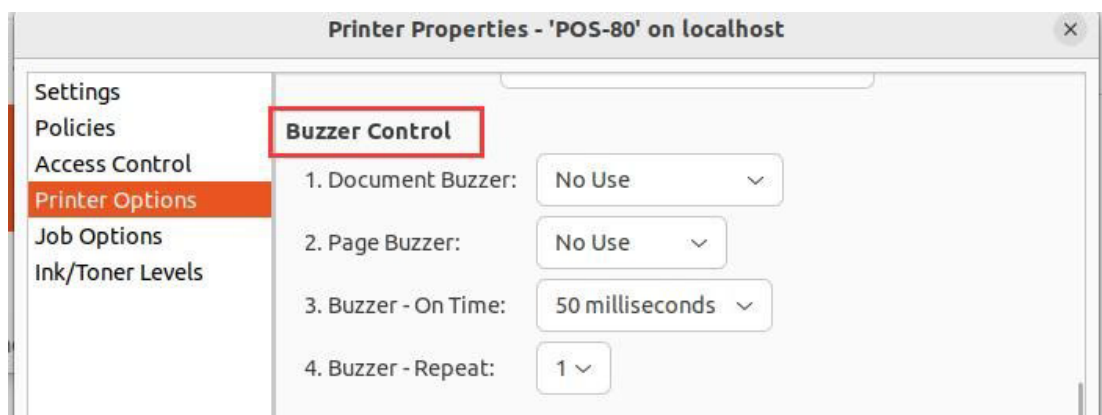 Printer Properties - 'POS-80' on localhost
Settings
Policies
Access Control
Printer Options
Job Options
Ink/Toner Levels
Buzzer Control
1. Document Buzzer: No Use
2. Page Buzzer: No Use
3. Buzzer - On Time: 50 milliseconds
4. Buzzer - Repeat: 1